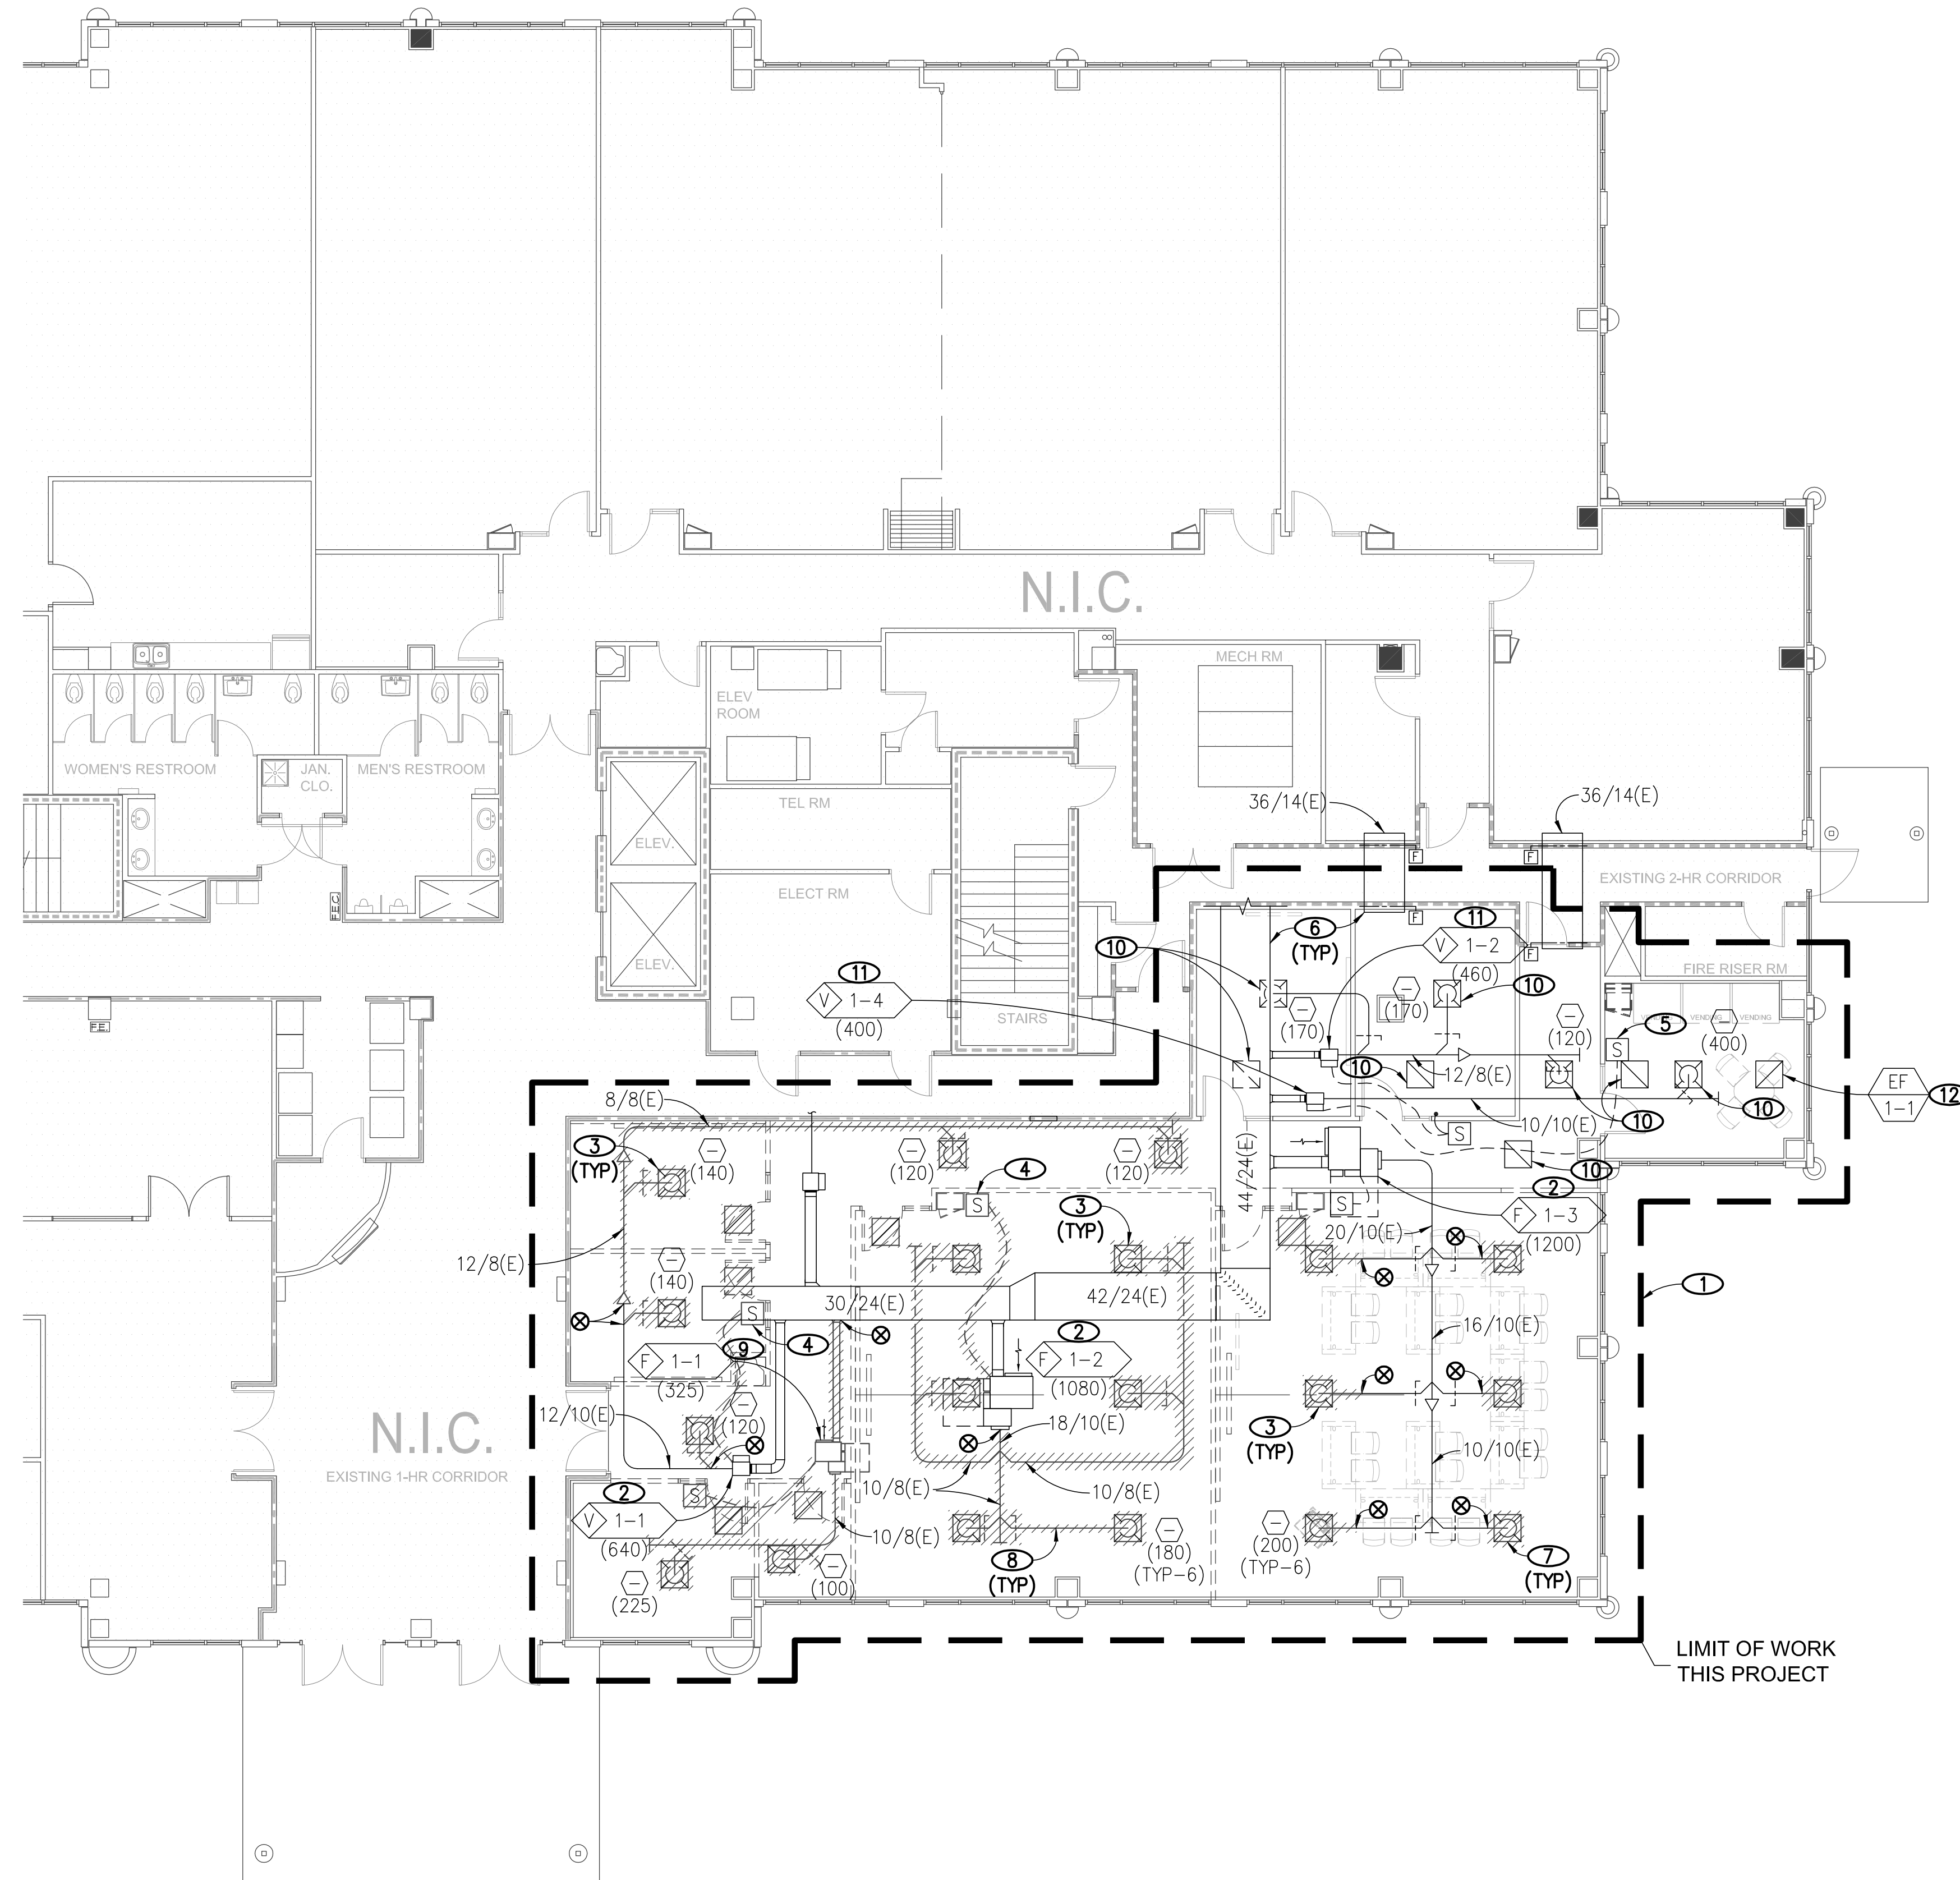 N.I.C.
MECH RM
ELEV
ROOM
WOMEN'S RESTROOM
JAN.
CLO.
MEN'S RESTROOM
TEL RM
36/14(E)
36/14(E)
ELEV.
F
F
EXISTING 2-HR CORRIDOR
ELECT RM
F.E.C.
6
(TYP)
F
11
V 1-2
(460)
10
F
FIRE RISER RM
ELEV.
11
V 1-4
(400)
10
(170)
(170)
(120)
VENDING
VENDING
5
(400)
STAIRS
F.E.
S
10
12/8(E)
EF
1-1
12
10
10
8/8(E)
10/10(E)
S
3
(TYP)
(140)
(120)
(120)
4
44/24(E)
10
2
S
3
(TYP)
S
F 1-3
(1200)
20/10(E)
12/8(E)
(140)
1
30/24(E)
42/24(E)
S
16/10(E)
4
9
F 1-1
(325)
2
F 1-2
(1080)
12/10(E)
(120)
18/10(E)
3
(TYP)
N.I.C.
EXISTING 1-HR CORRIDOR
10/10(E)
S
2
V 1-1
(640)
10/8(E)
10/8(E)
10/8(E)
(180)
(TYP-6)
(200)
(TYP-6)
8
(TYP)
7
(TYP)
(100)
(225)
LIMIT OF WORK
THIS PROJECT